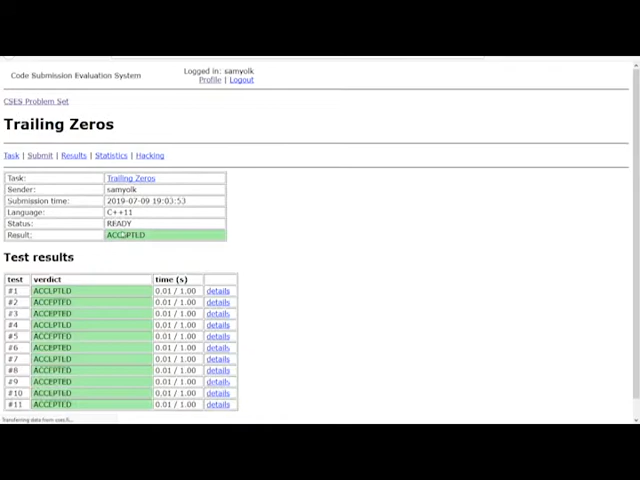 Code Submission Evaluation System
Logged in: samyolk
Profile | Logout
CSES Problem Set
Trailing Zeros
Task | Submit | Results | Statistics | Hacking
Task: Trailing Zeros
Sender: samyolk
Submission time: 2019-07-09 19:03:53
Language: C++11
Status: READY
Result: ACCEPTED
Test results
test verdict time (s)
#1 ACCEPTED 0.01 / 1.00 details
#2 ACCEPTED 0.01 / 1.00 details
#3 ACCEPTED 0.01 / 1.00 details
#4 ACCEPTED 0.01 / 1.00 details
#5 ACCEPTED 0.01 / 1.00 details
#6 ACCEPTED 0.01 / 1.00 details
#7 ACCEPTED 0.01 / 1.00 details
#8 ACCEPTED 0.01 / 1.00 details
#9 ACCEPTED 0.01 / 1.00 details
#10 ACCEPTED 0.01 / 1.00 details
#11 ACCEPTED 0.01 / 1.00 details
Transferring data from cses.fi...